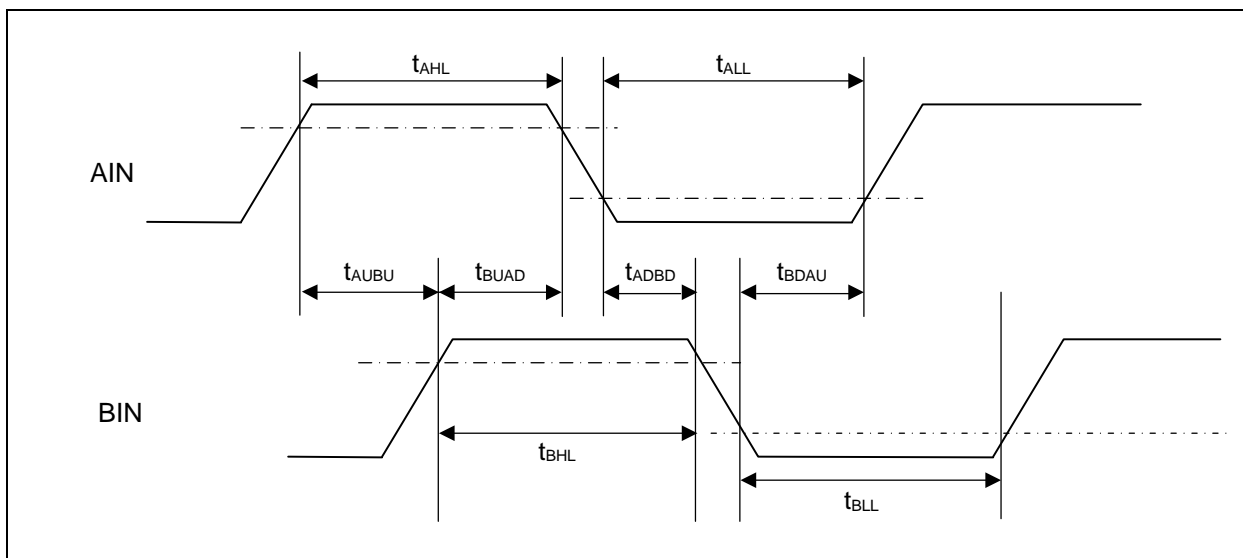 tAHL tALL
AIN
tAUBU tBUAD tADBD tBDAU
BIN
tBHL
tBLL